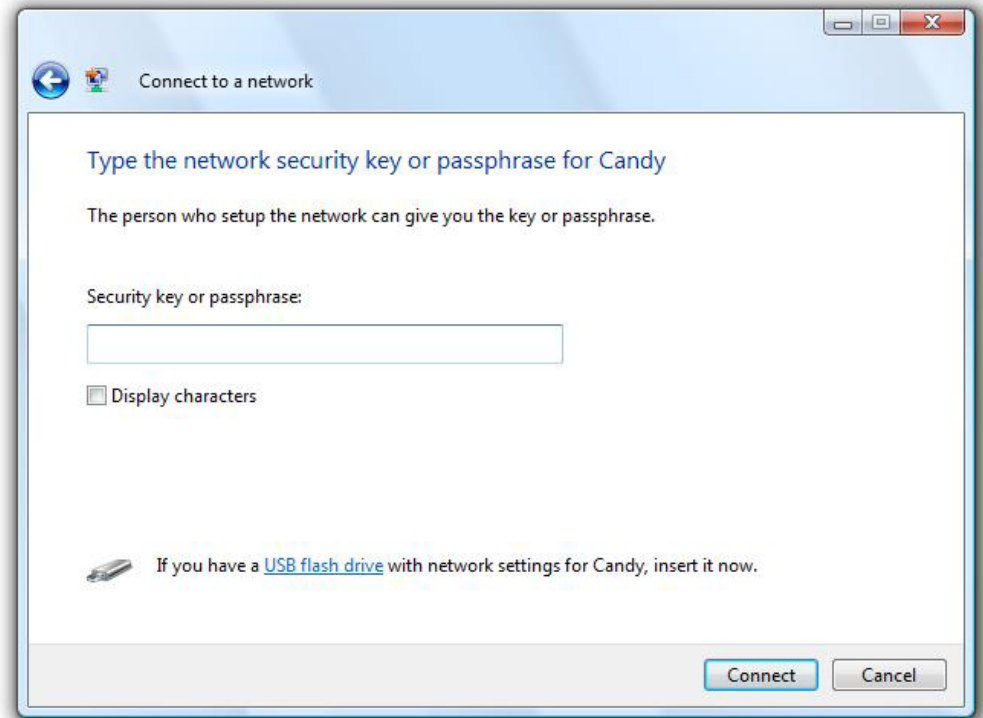 Connect to a network
Type the network security key or passphrase for Candy
The person who setup the network can give you the key or passphrase.
Security key or passphrase:
Display characters
If you have a USB flash drive with network settings for Candy, insert it now.
Connect
Cancel